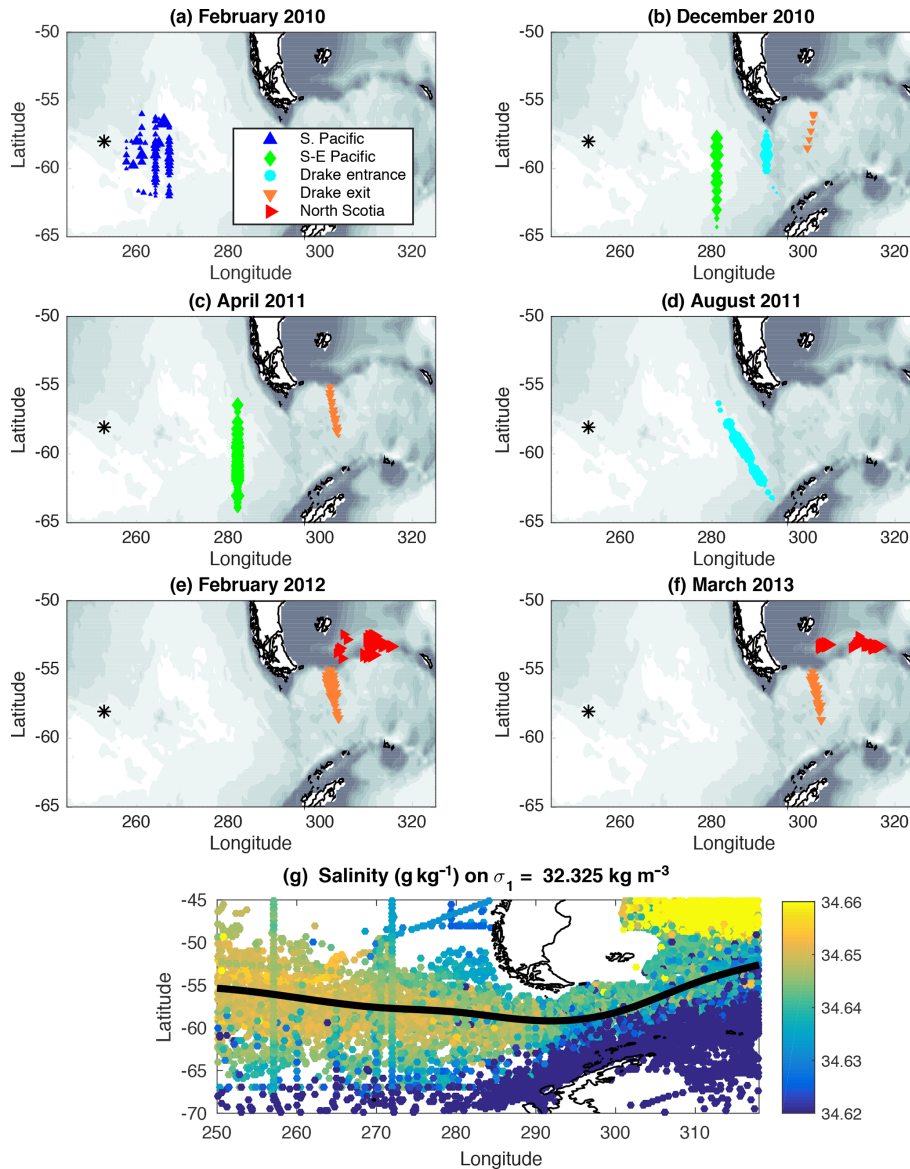 (a) February 2010
-50
-55
-60
-65
Latitude
260
280
300
320
Longitude
S. Pacific
S-E Pacific
Drake entrance
Drake exit
North Scotia
(b) December 2010
-50
-55
-60
-65
Latitude
260
280
300
320
Longitude
(c) April 2011
-50
-55
-60
-65
Latitude
260
280
300
320
Longitude
(d) August 2011
-50
-55
-60
-65
Latitude
260
280
300
320
Longitude
(e) February 2012
-50
-55
-60
-65
Latitude
260
280
300
320
Longitude
(f) March 2013
-50
-55
-60
-65
Latitude
260
280
300
320
Longitude
(g) Salinity (g kg⁻¹) on σ₁ = 32.325 kg m⁻³
-45
-50
-55
-60
-65
-70
Latitude
250
260
270
280
290
300
310
Longitude
34.66
34.65
34.64
34.63
34.62